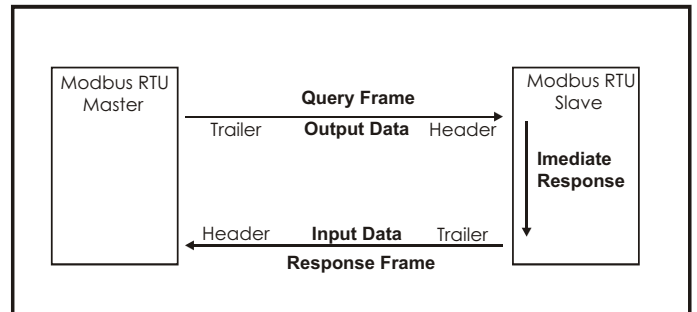 Modbus RTU
Master
Query Frame
Trailer Output Data Header
Modbus RTU
Slave
Imediate
Response
Header Input Data Trailer
Response Frame